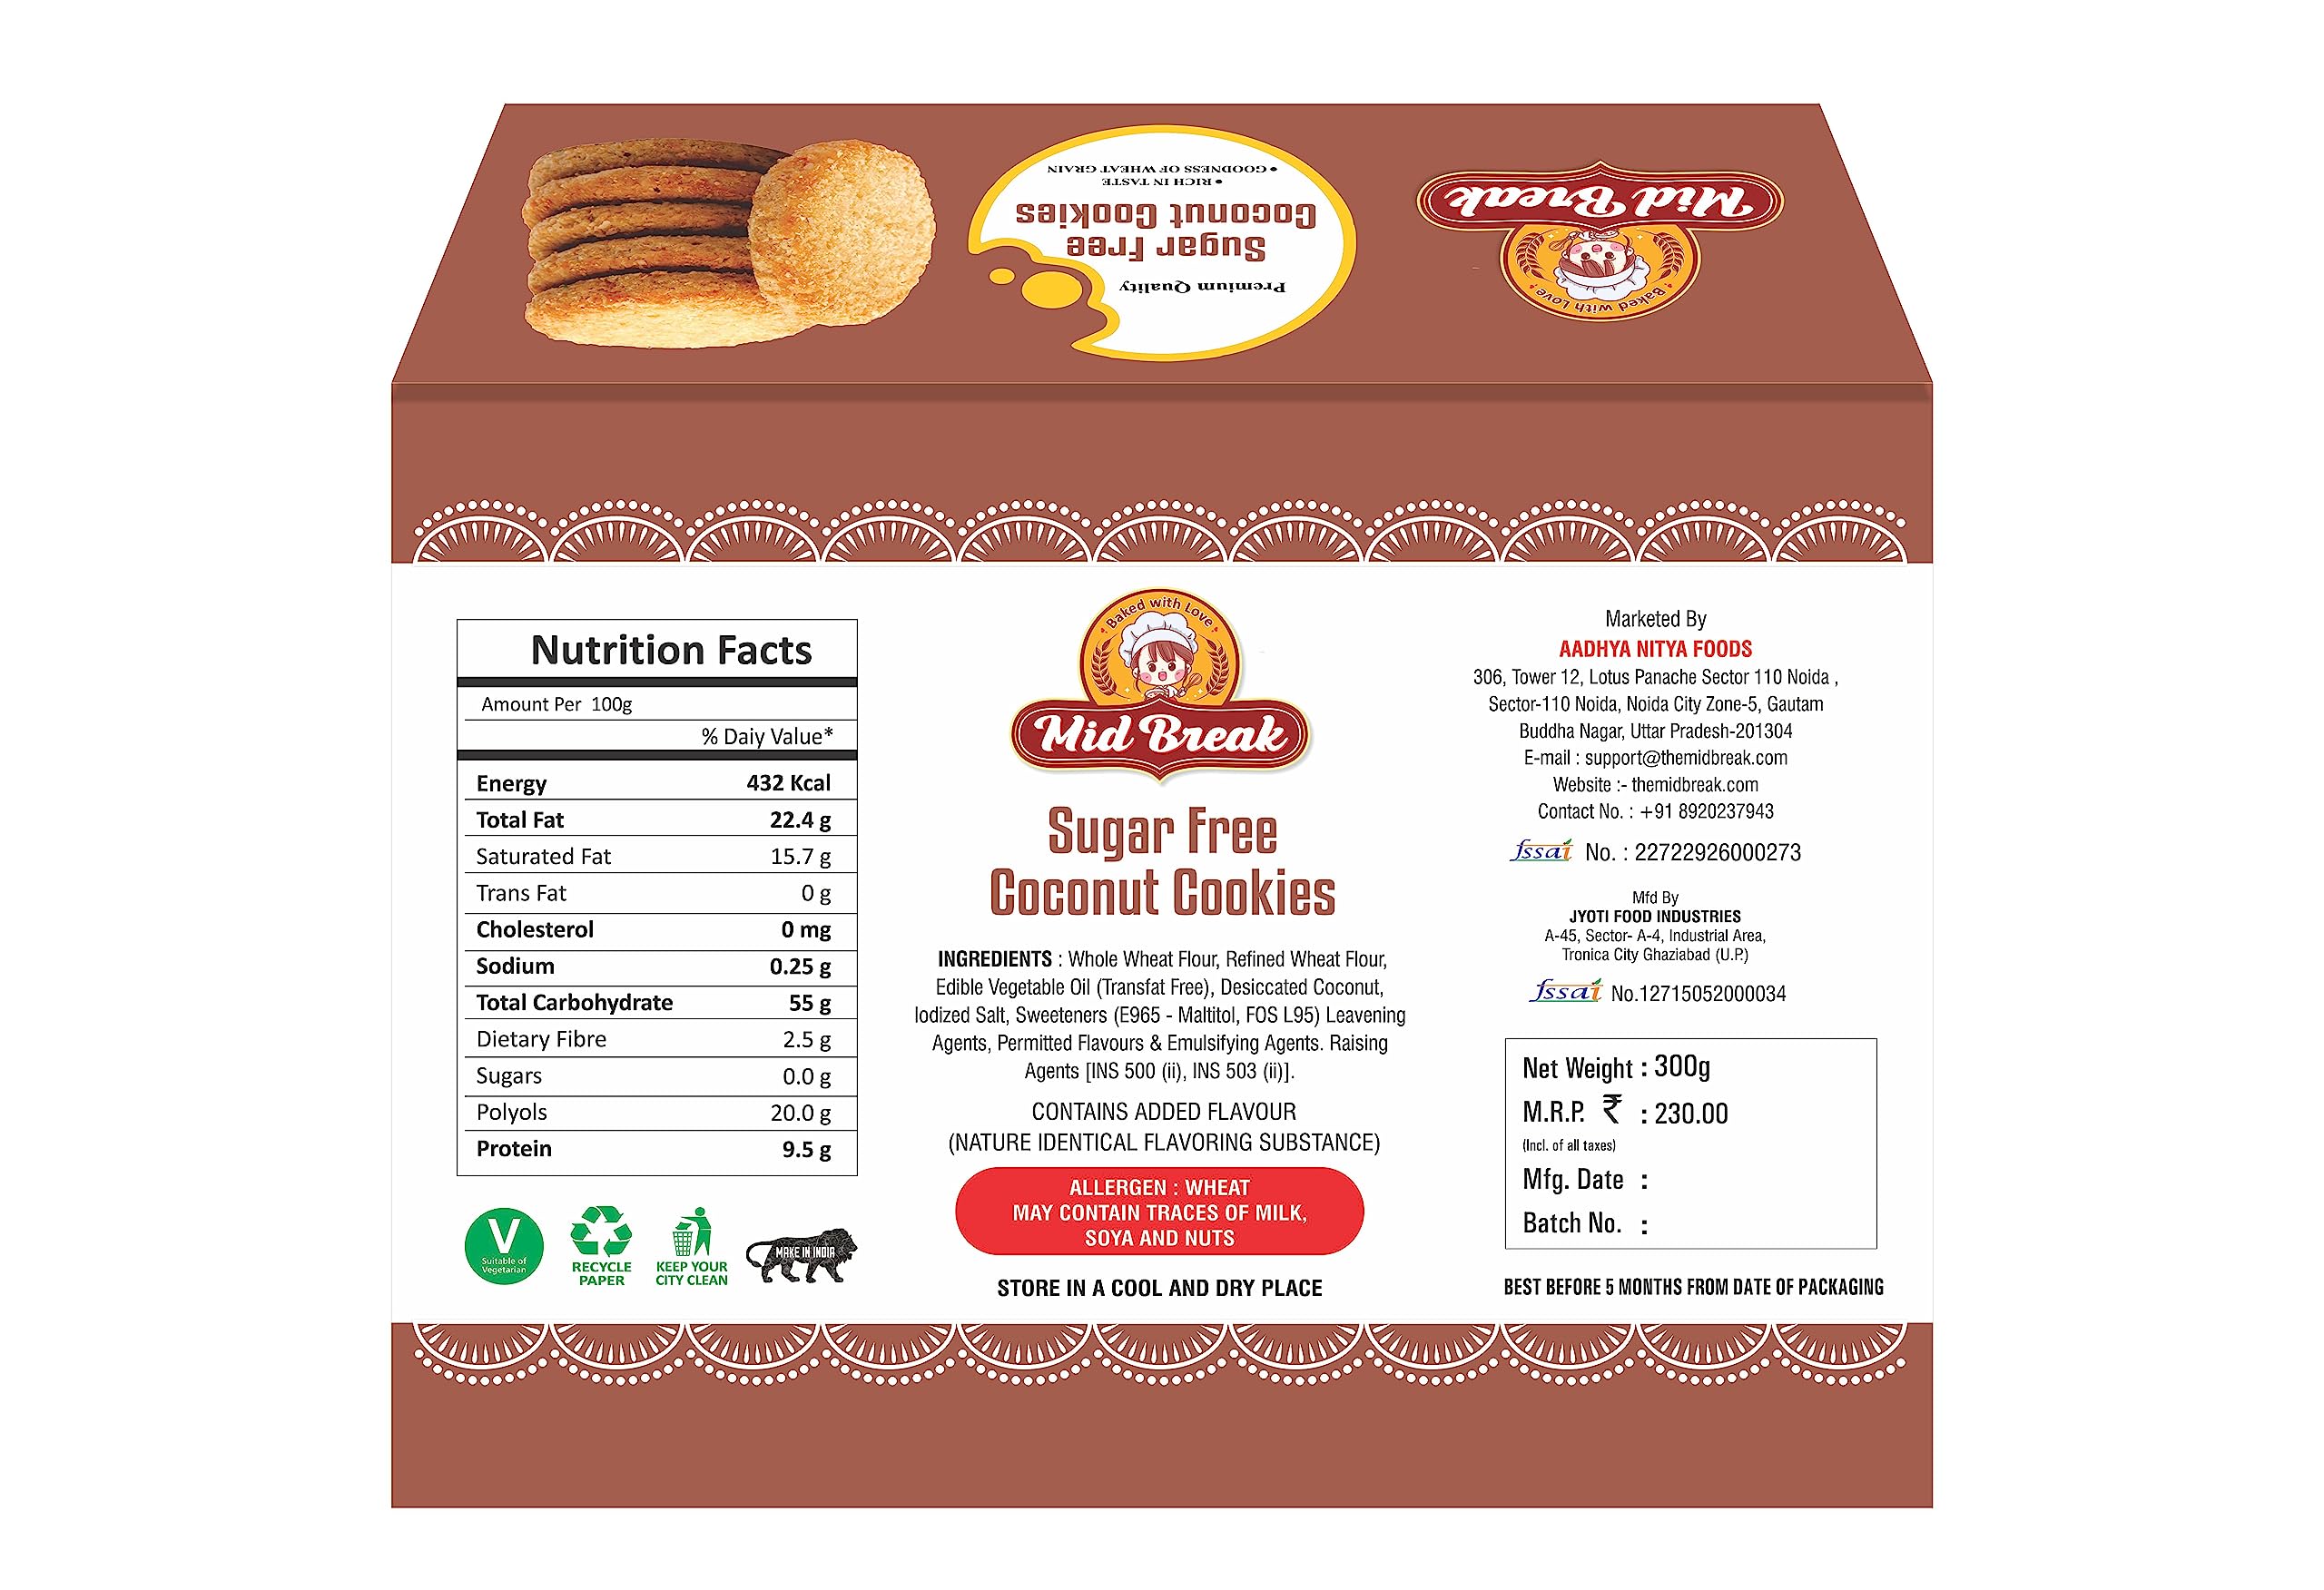 Mid Break
Baked with Love
Premium Quality
Sugar Free
Coconut Cookies
• RICH IN TASTE
• GOODNESS OF WHEAT GRAIN
Nutrition Facts
Amount Per 100g
% Daiy Value*
Energy 432 Kcal
Total Fat 22.4 g
Saturated Fat 15.7 g
Trans Fat 0 g
Cholesterol 0 mg
Sodium 0.25 g
Total Carbohydrate 55 g
Dietary Fibre 2.5 g
Sugars 0.0 g
Polyols 20.0 g
Protein 9.5 g
V
Suitable of
Vegetarian
RECYCLE
PAPER
KEEP YOUR
CITY CLEAN
MAKE IN INDIA
Baked with Love
Mid Break
Sugar Free
Coconut Cookies
INGREDIENTS : Whole Wheat Flour, Refined Wheat Flour,
Edible Vegetable Oil (Transfat Free), Desiccated Coconut,
Iodized Salt, Sweeteners (E965 - Maltitol, FOS L95) Leavening
Agents, Permitted Flavours & Emulsifying Agents. Raising
Agents [INS 500 (ii), INS 503 (ii)].
CONTAINS ADDED FLAVOUR
(NATURE IDENTICAL FLAVORING SUBSTANCE)
ALLERGEN : WHEAT
MAY CONTAIN TRACES OF MILK,
SOYA AND NUTS
STORE IN A COOL AND DRY PLACE
Marketed By
AADHYA NITYA FOODS
306, Tower 12, Lotus Panache Sector 110 Noida ,
Sector-110 Noida, Noida City Zone-5, Gautam
Buddha Nagar, Uttar Pradesh-201304
E-mail : support@themidbreak.com
Website :- themidbreak.com
Contact No. : +91 8920237943
fssai No. : 22722926000273
Mfd By
JYOTI FOOD INDUSTRIES
A-45, Sector- A-4, Industrial Area,
Tronica City Ghaziabad (U.P.)
fssai No.12715052000034
Net Weight : 300g
M.R.P. ₹ : 230.00
(Incl. of all taxes)
Mfg. Date :
Batch No. :
BEST BEFORE 5 MONTHS FROM DATE OF PACKAGING